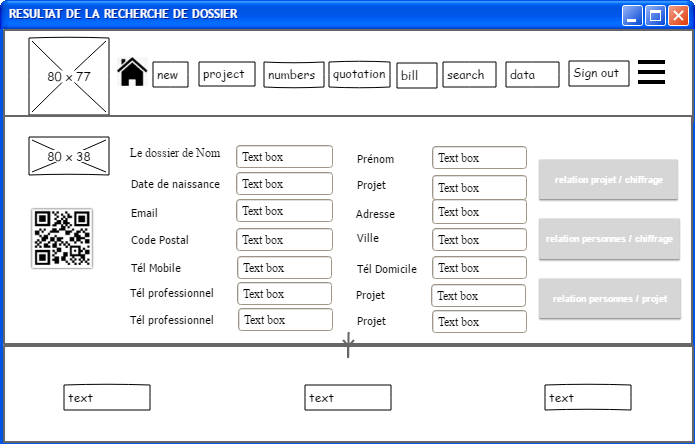 RESULTAT DE LA RECHERCHE DE DOSSIER
80 x 77
new
project
numbers
quotation
bill
search
data
Sign out
80 x 38
Le dossier de Nom
Text box
Prénom
Text box
Date de naissance
Text box
Projet
Text box
relation projet / chiffrage
Email
Text box
Adresse
Text box
Code Postal
Text box
Ville
Text box
relation personnes / chiffrage
Tél Mobile
Text box
Tél Domicile
Text box
Tél professionnel
Text box
Projet
Text box
relation personnes / projet
Tél professionnel
Text box
Projet
Text box
text
text
text